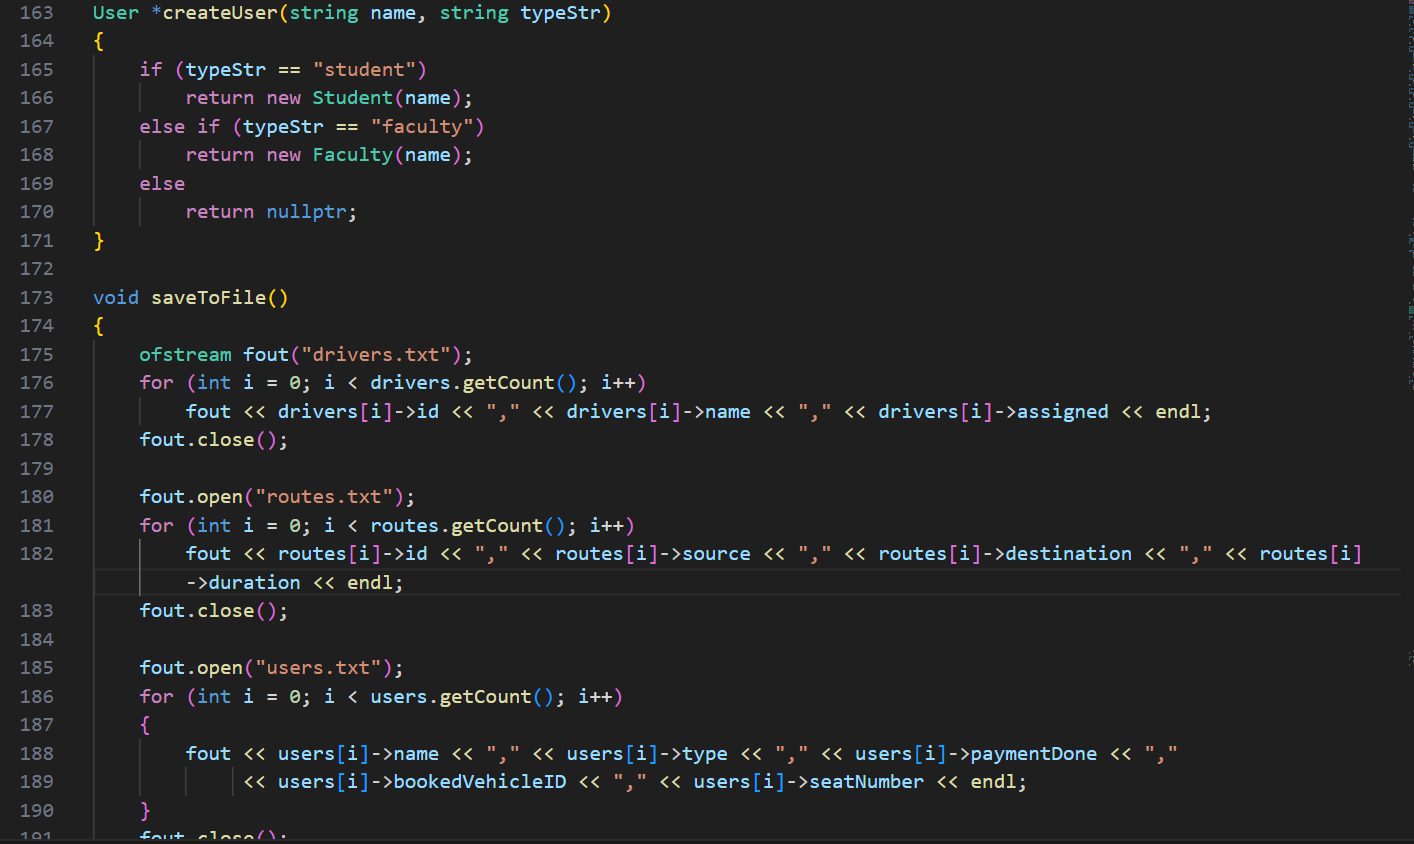 163 User *createUser(string name, string typeStr)
164 {
165     if (typeStr == "student")
166         return new Student(name);
167     else if (typeStr == "faculty")
168         return new Faculty(name);
169     else
170         return nullptr;
171 }
172
173 void saveToFile()
174 {
175     ofstream fout("drivers.txt");
176     for (int i = 0; i < drivers.getCount(); i++)
177         fout << drivers[i]->id << "," << drivers[i]->name << "," << drivers[i]->assigned << endl;
178     fout.close();
179
180     fout.open("routes.txt");
181     for (int i = 0; i < routes.getCount(); i++)
182         fout << routes[i]->id << "," << routes[i]->source << "," << routes[i]->destination << "," << routes[i]
        ->duration << endl;
183     fout.close();
184
185     fout.open("users.txt");
186     for (int i = 0; i < users.getCount(); i++)
187     {
188         fout << users[i]->name << "," << users[i]->type << "," << users[i]->paymentDone << ","
189              << users[i]->bookedVehicleID << "," << users[i]->seatNumber << endl;
190     }
191     fout.close();